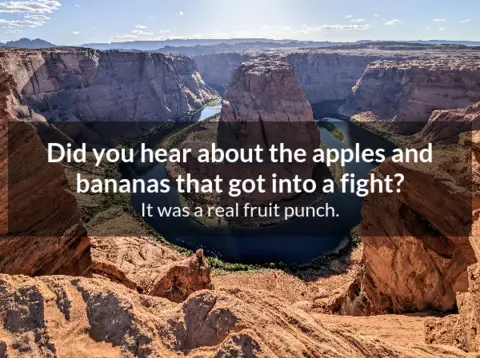 Did you hear about the apples and
bananas that got into a fight?
It was a real fruit punch.